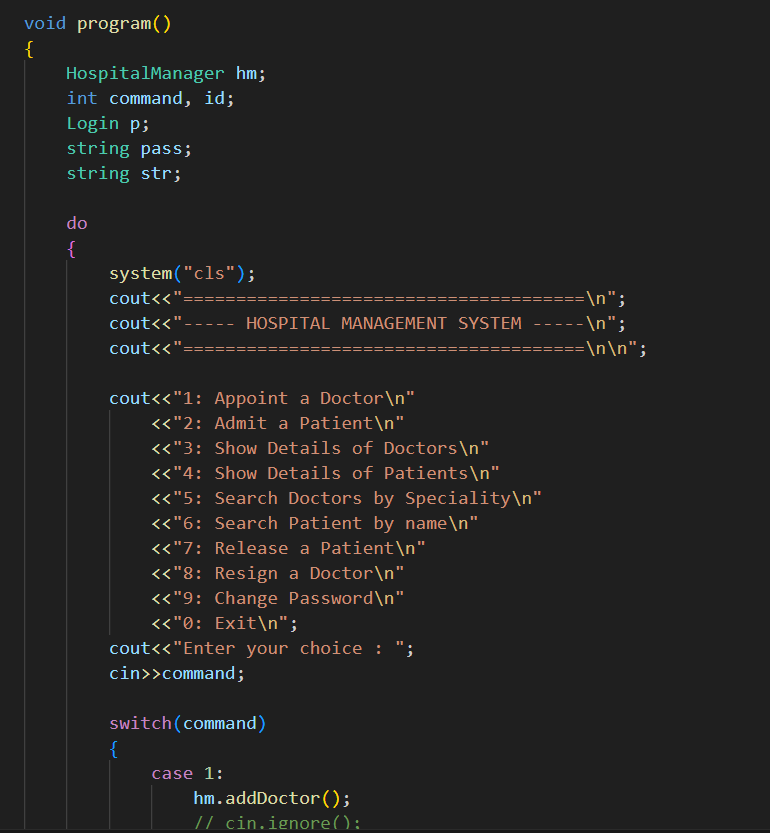 void program()
{
    HospitalManager hm;
    int command, id;
    Login p;
    string pass;
    string str;

    do
    {
        system("cls");
        cout<<"======================================\n";
        cout<<"----- HOSPITAL MANAGEMENT SYSTEM -----\n";
        cout<<"======================================\n\n";

        cout<<"1: Appoint a Doctor\n"
            <<"2: Admit a Patient\n"
            <<"3: Show Details of Doctors\n"
            <<"4: Show Details of Patients\n"
            <<"5: Search Doctors by Speciality\n"
            <<"6: Search Patient by name\n"
            <<"7: Release a Patient\n"
            <<"8: Resign a Doctor\n"
            <<"9: Change Password\n"
            <<"0: Exit\n";
        cout<<"Enter your choice : ";
        cin>>command;

        switch(command)
        {
            case 1:
                hm.addDoctor();
                // cin.ignore();